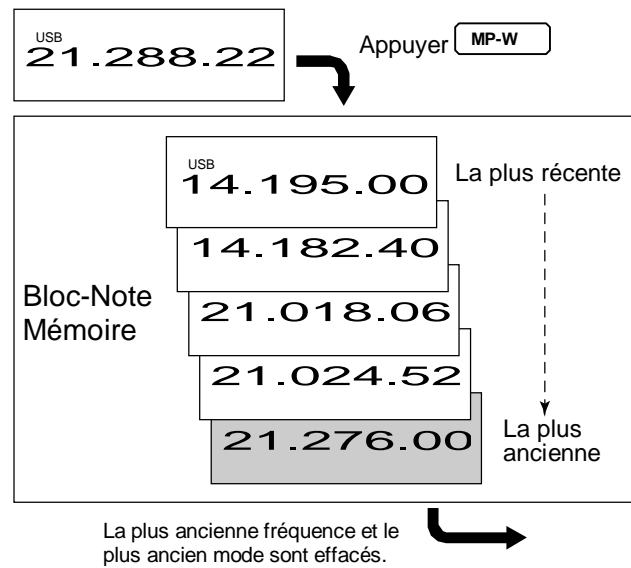 USB
21.288.22
Appuyer MP-W
USB
14.195.00
La plus récente
14.182.40
Bloc-Note
Mémoire
21.018.06
21.024.52
21.276.00
La plus
ancienne
La plus ancienne fréquence et le
plus ancien mode sont effacés.